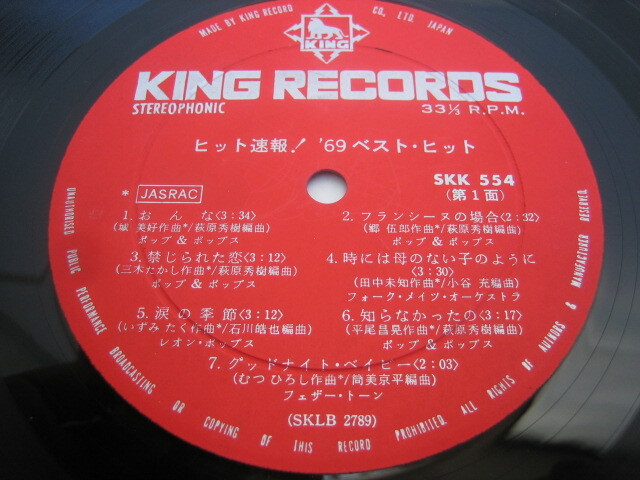 MADE BY KING RECORD CO., LTD. JAPAN
KING
KING RECORDS
STEREOPHONIC 33⅓ R.P.M.
ヒット速報! '69 ベスト・ヒット
SKK 554
* JASRAC (第1面)
1. おんな〈3:34〉
(城 美好作曲*/萩原秀樹編曲)
ポップ & ポップス
2. フランシーヌの場合〈2:32〉
(郷 伍郎作曲*/萩原秀樹編曲)
ポップ & ポップス
3. 禁じられた恋〈3:12〉
(三木たかし作曲*/萩原秀樹編曲)
ポップ & ポップス
4. 時には母のない子のように
〈3:30〉
(田中未知作曲*/小谷 充編曲)
フォーク・メイツ・オーケストラ
5. 涙の季節〈3:12〉
(いずみ たく作曲*/石川皓也編曲)
レオン・ポップス
6. 知らなかったの〈3:17〉
(平尾昌晃作曲*/萩原秀樹編曲)
ポップ & ポップス
7. グッドナイト・ベイビー〈2:03〉
(むつ ひろし作曲*/筒美京平編曲)
フェザー・トーン
(SKLB 2789)
UNAUTHORISED PUBLIC PERFORMANCE BROADCASTING OR COPYING OF THIS RECORD PROHIBITED. ALL RIGHTS OF AUTHORS & MANUFACTURER RESERVED.